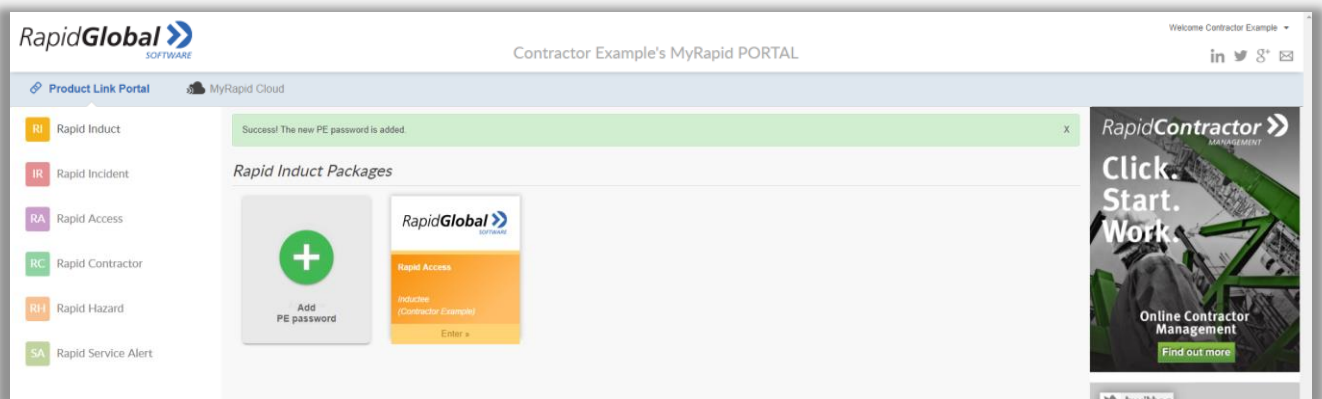 RapidGlobal
SOFTWARE
Welcome Contractor Example
Contractor Example's MyRapid PORTAL
in
g+
Product Link Portal
MyRapid Cloud
RI Rapid Induct
IR Rapid Incident
RA Rapid Access
RC Rapid Contractor
RH Rapid Hazard
SA Rapid Service Alert
Success! The new PE password is added.
X
Rapid Induct Packages
Add
PE password
RapidGlobal
SOFTWARE
Rapid Access
Inductee
(Contractor Example)
Enter »
RapidContractor
MANAGEMENT
Click.
Start.
Work.
Online Contractor
Management
Find out more